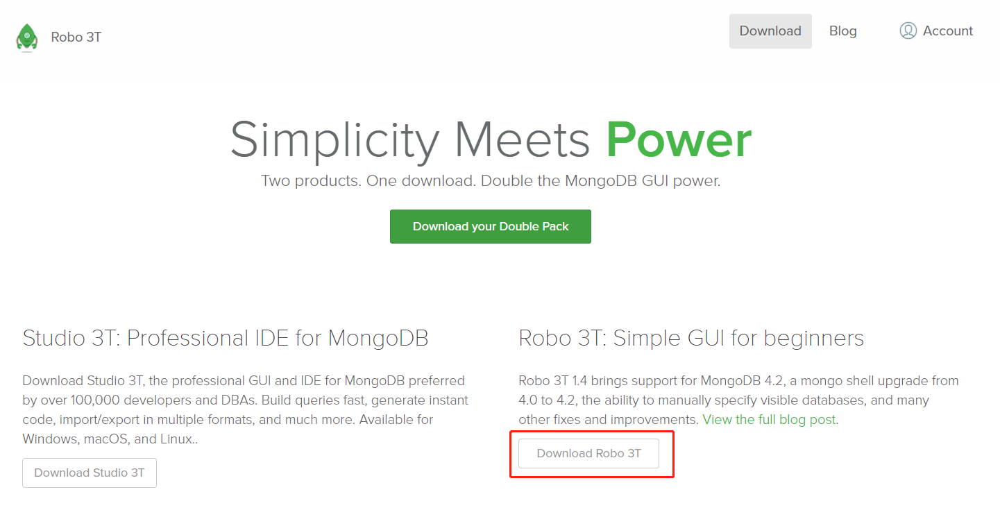 Robo 3T
Download
Blog
Account
Simplicity Meets Power
Two products. One download. Double the MongoDB GUI power.
Download your Double Pack
Studio 3T: Professional IDE for MongoDB
Download Studio 3T, the professional GUI and IDE for MongoDB preferred
by over 100,000 developers and DBAs. Build queries fast, generate instant
code, import/export in multiple formats, and much more. Available for
Windows, macOS, and Linux..
Download Studio 3T
Robo 3T: Simple GUI for beginners
Robo 3T 1.4 brings support for MongoDB 4.2, a mongo shell upgrade from
4.0 to 4.2, the ability to manually specify visible databases, and many
other fixes and improvements. View the full blog post.
Download Robo 3T